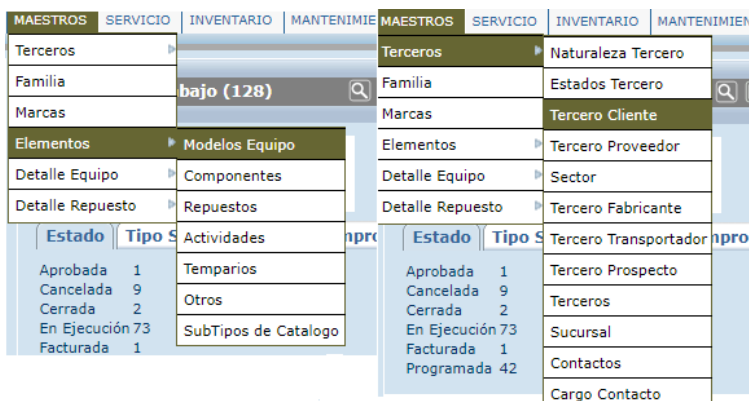 MAESTROS SERVICIO INVENTARIO MANTENIMIE
Terceros
Familia
bajo (128)
Marcas
Elementos
Modelos Equipo
Detalle Equipo
Componentes
Detalle Repuesto
Repuestos
Estado Tipo S
Actividades
mpro
Aprobada 1
Temparios
Cancelada 9
Otros
Cerrada 2
En Ejecución 73
SubTipos de Catalogo
Facturada 1
MAESTROS SERVICIO INVENTARIO MANTENIMIEN
Terceros
Naturaleza Tercero
Familia
Estados Tercero
Marcas
Tercero Cliente
Elementos
Tercero Proveedor
Detalle Equipo
Sector
Detalle Repuesto
Tercero Fabricante
Estado Tipo S
Tercero Transportador
mpro
Aprobada 1
Tercero Prospecto
Cancelada 9
Terceros
Cerrada 2
En Ejecución 73
Sucursal
Facturada 1
Contactos
Programada 42
Cargo Contacto